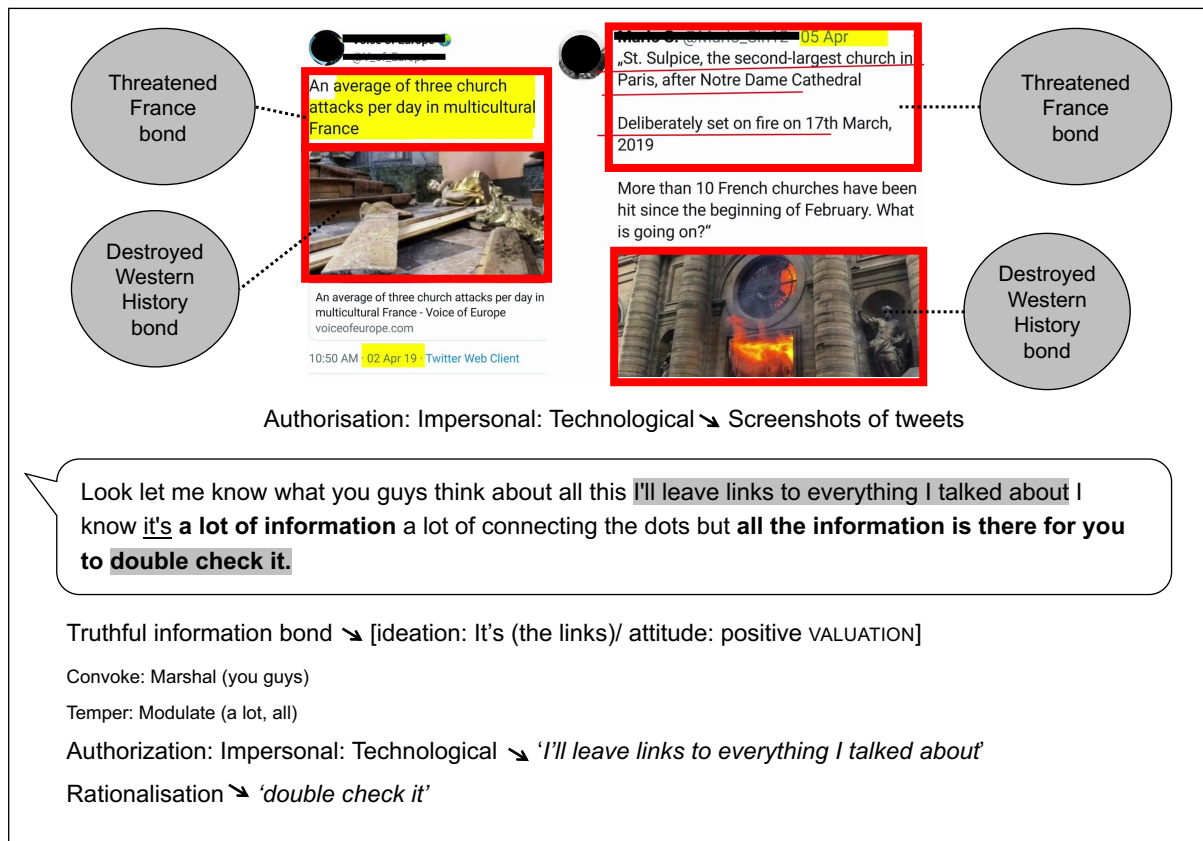 Threatened
France
bond
Destroyed
Western
History
bond
An average of three church
attacks per day in multicultural
France
An average of three church attacks per day in
multicultural France - Voice of Europe
voiceofeurope.com
10:50 AM · 02 Apr 19 · Twitter Web Client
05 Apr
„St. Sulpice, the second-largest church in
Paris, after Notre Dame Cathedral
Deliberately set on fire on 17th March,
2019
More than 10 French churches have been
hit since the beginning of February. What
is going on?“
Threatened
France
bond
Destroyed
Western
History
bond
Authorisation: Impersonal: Technological ➘ Screenshots of tweets
Look let me know what you guys think about all this I'll leave links to everything I talked about I
know it's a lot of information a lot of connecting the dots but all the information is there for you
to double check it.
Truthful information bond ➘ [ideation: It's (the links)/ attitude: positive VALUATION]
Convoke: Marshal (you guys)
Temper: Modulate (a lot, all)
Authorization: Impersonal: Technological ➘ ‘I'll leave links to everything I talked about’
Rationalisation ➘ ‘double check it’